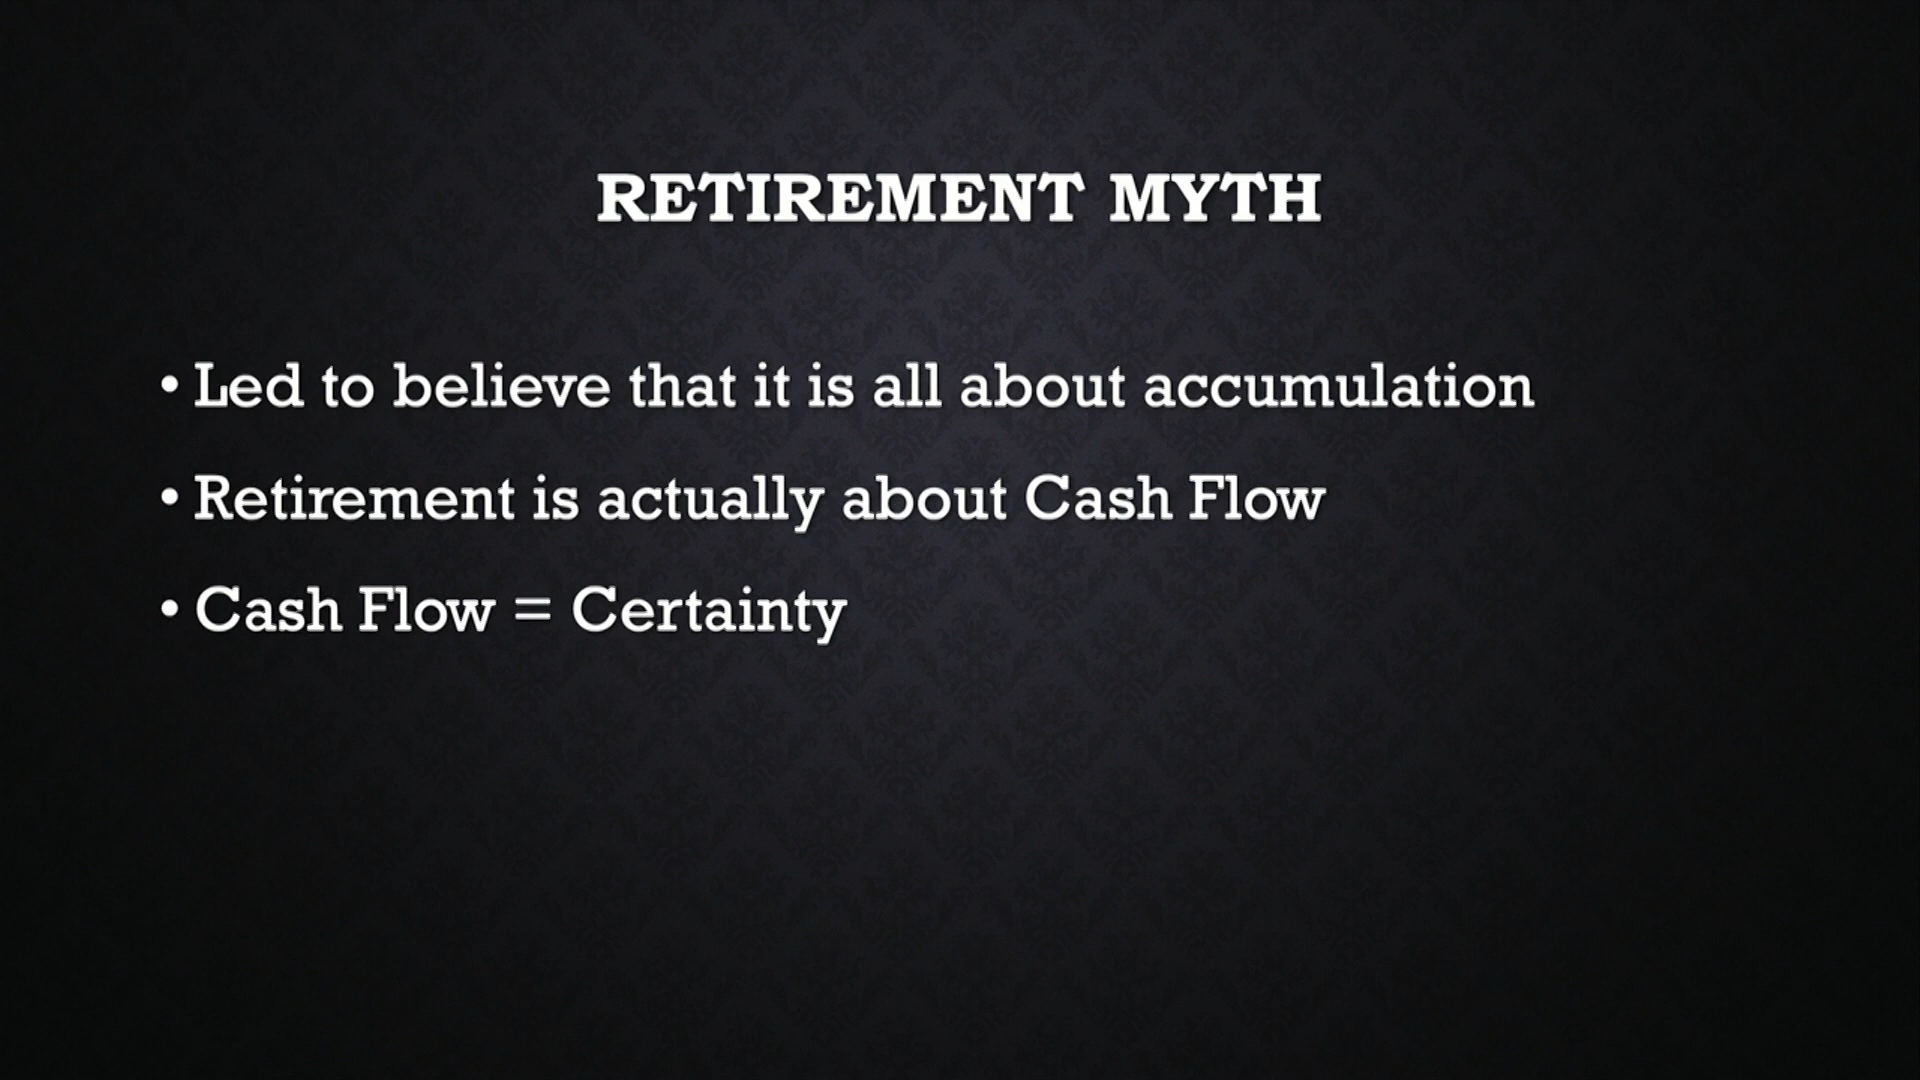 RETIREMENT MYTH
• Led to believe that it is all about accumulation
• Retirement is actually about Cash Flow
• Cash Flow = Certainty